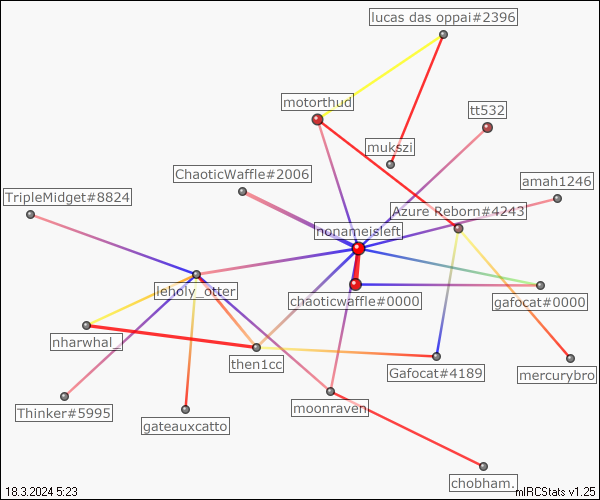 lucas das oppai#2396
motorthud
tt532
mukszi
ChaoticWaffle#2006
amah1246
TripleMidget#8824
Azure Reborn#4243
nonameisleft
leholy_otter
chaoticwaffle#0000
gafocat#0000
nharwhal_
then1cc
Gafocat#4189
mercurybro
Thinker#5995
moonraven
gateauxcatto
chobham.
18.3.2024 5:23
mIRCStats v1.25